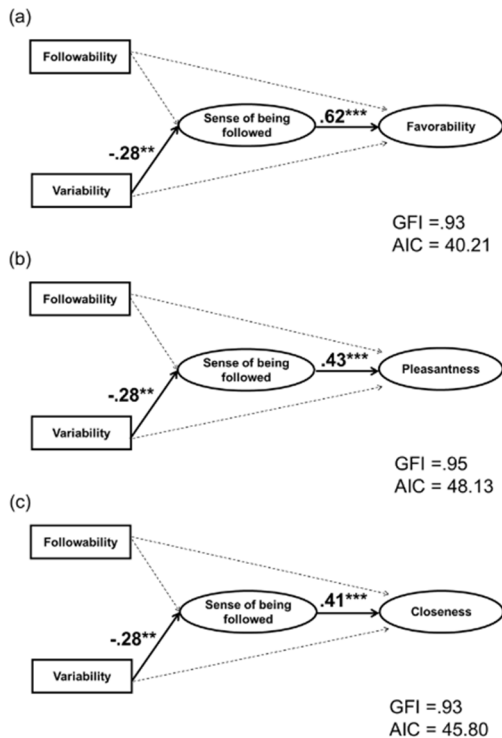 (a)
Followability
Sense of being
followed
.62***
Favorability
-.28**
Variability
GFI =.93
AIC = 40.21
(b)
Followability
Sense of being
followed
.43***
Pleasantness
-.28**
Variability
GFI =.95
AIC = 48.13
(c)
Followability
Sense of being
followed
.41***
Closeness
-.28**
Variability
GFI =.93
AIC = 45.80